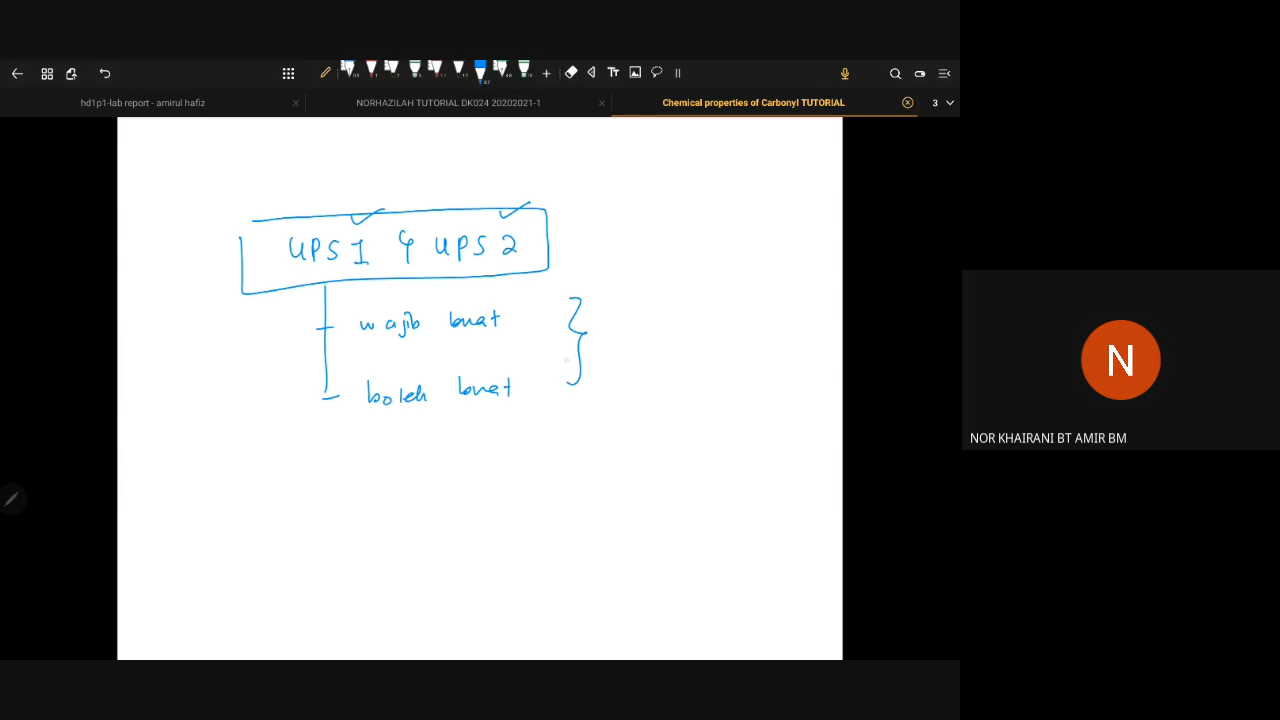 hd1p1-lab report - amirul hafiz
NORHAZILAH TUTORIAL DK024 20202021-1
Chemical properties of Carbonyl TUTORIAL
3
UPS 1 & UPS 2
wajib buat
boleh buat
N
NOR KHAIRANI BT AMIR BM